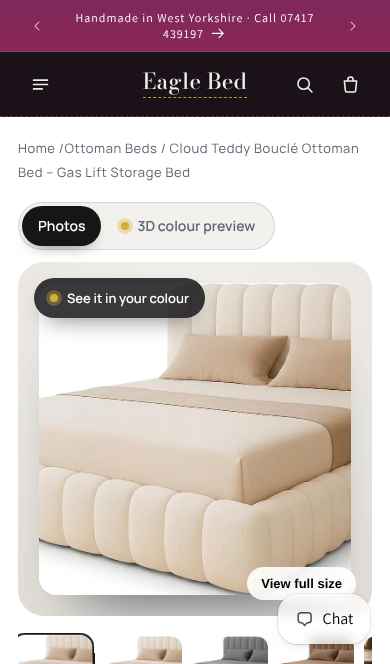 Handmade in West Yorkshire · Call 07417
439197 →
Eagle Bed
Home /Ottoman Beds / Cloud Teddy Bouclé Ottoman
Bed – Gas Lift Storage Bed
Photos
3D colour preview
See it in your colour
View full size
Chat